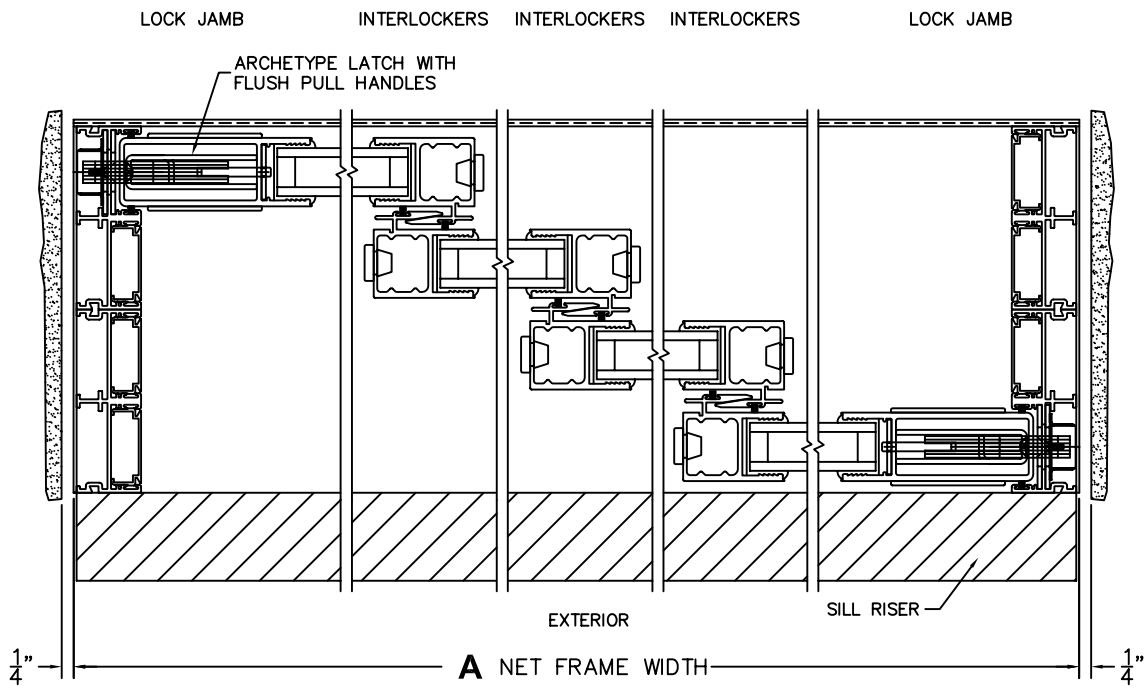 LOCK JAMB
INTERLOCKERS
INTERLOCKERS
INTERLOCKERS
LOCK JAMB
ARCHETYPE LATCH WITH
FLUSH PULL HANDLES
EXTERIOR
SILL RISER
1/4"
A NET FRAME WIDTH
1/4"